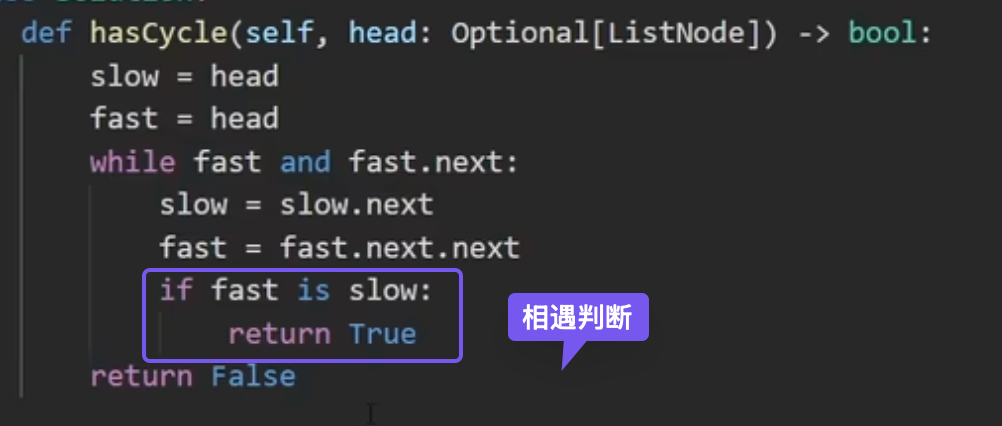 def hasCycle(self, head: Optional[ListNode]) -> bool:
    slow = head
    fast = head
    while fast and fast.next:
        slow = slow.next
        fast = fast.next.next
        if fast is slow:
            return True
相遇判断
    return False